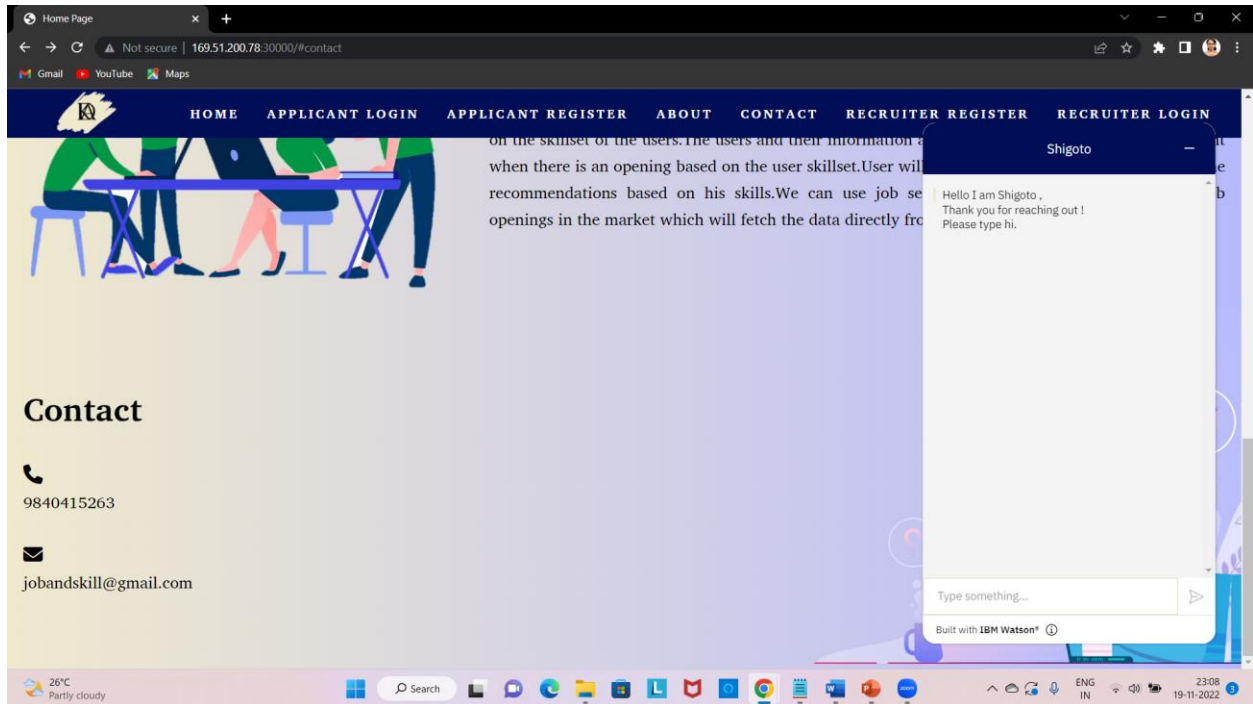 Home Page
Not secure | 169.51.200.78:30000/#contact
Gmail YouTube Maps
HOME APPLICANT LOGIN APPLICANT REGISTER ABOUT CONTACT RECRUITER REGISTER RECRUITER LOGIN
on the skillset of the users.The users and their information a
when there is an opening based on the user skillset.User will
recommendations based on his skills.We can use job se
openings in the market which will fetch the data directly fro
Shigoto
Hello I am Shigoto ,
Thank you for reaching out !
Please type hi.
Type something...
Built with IBM Watson®
Contact
9840415263
jobandskill@gmail.com
26°C
Partly cloudy
Search
ENG
IN
23:08
19-11-2022
3